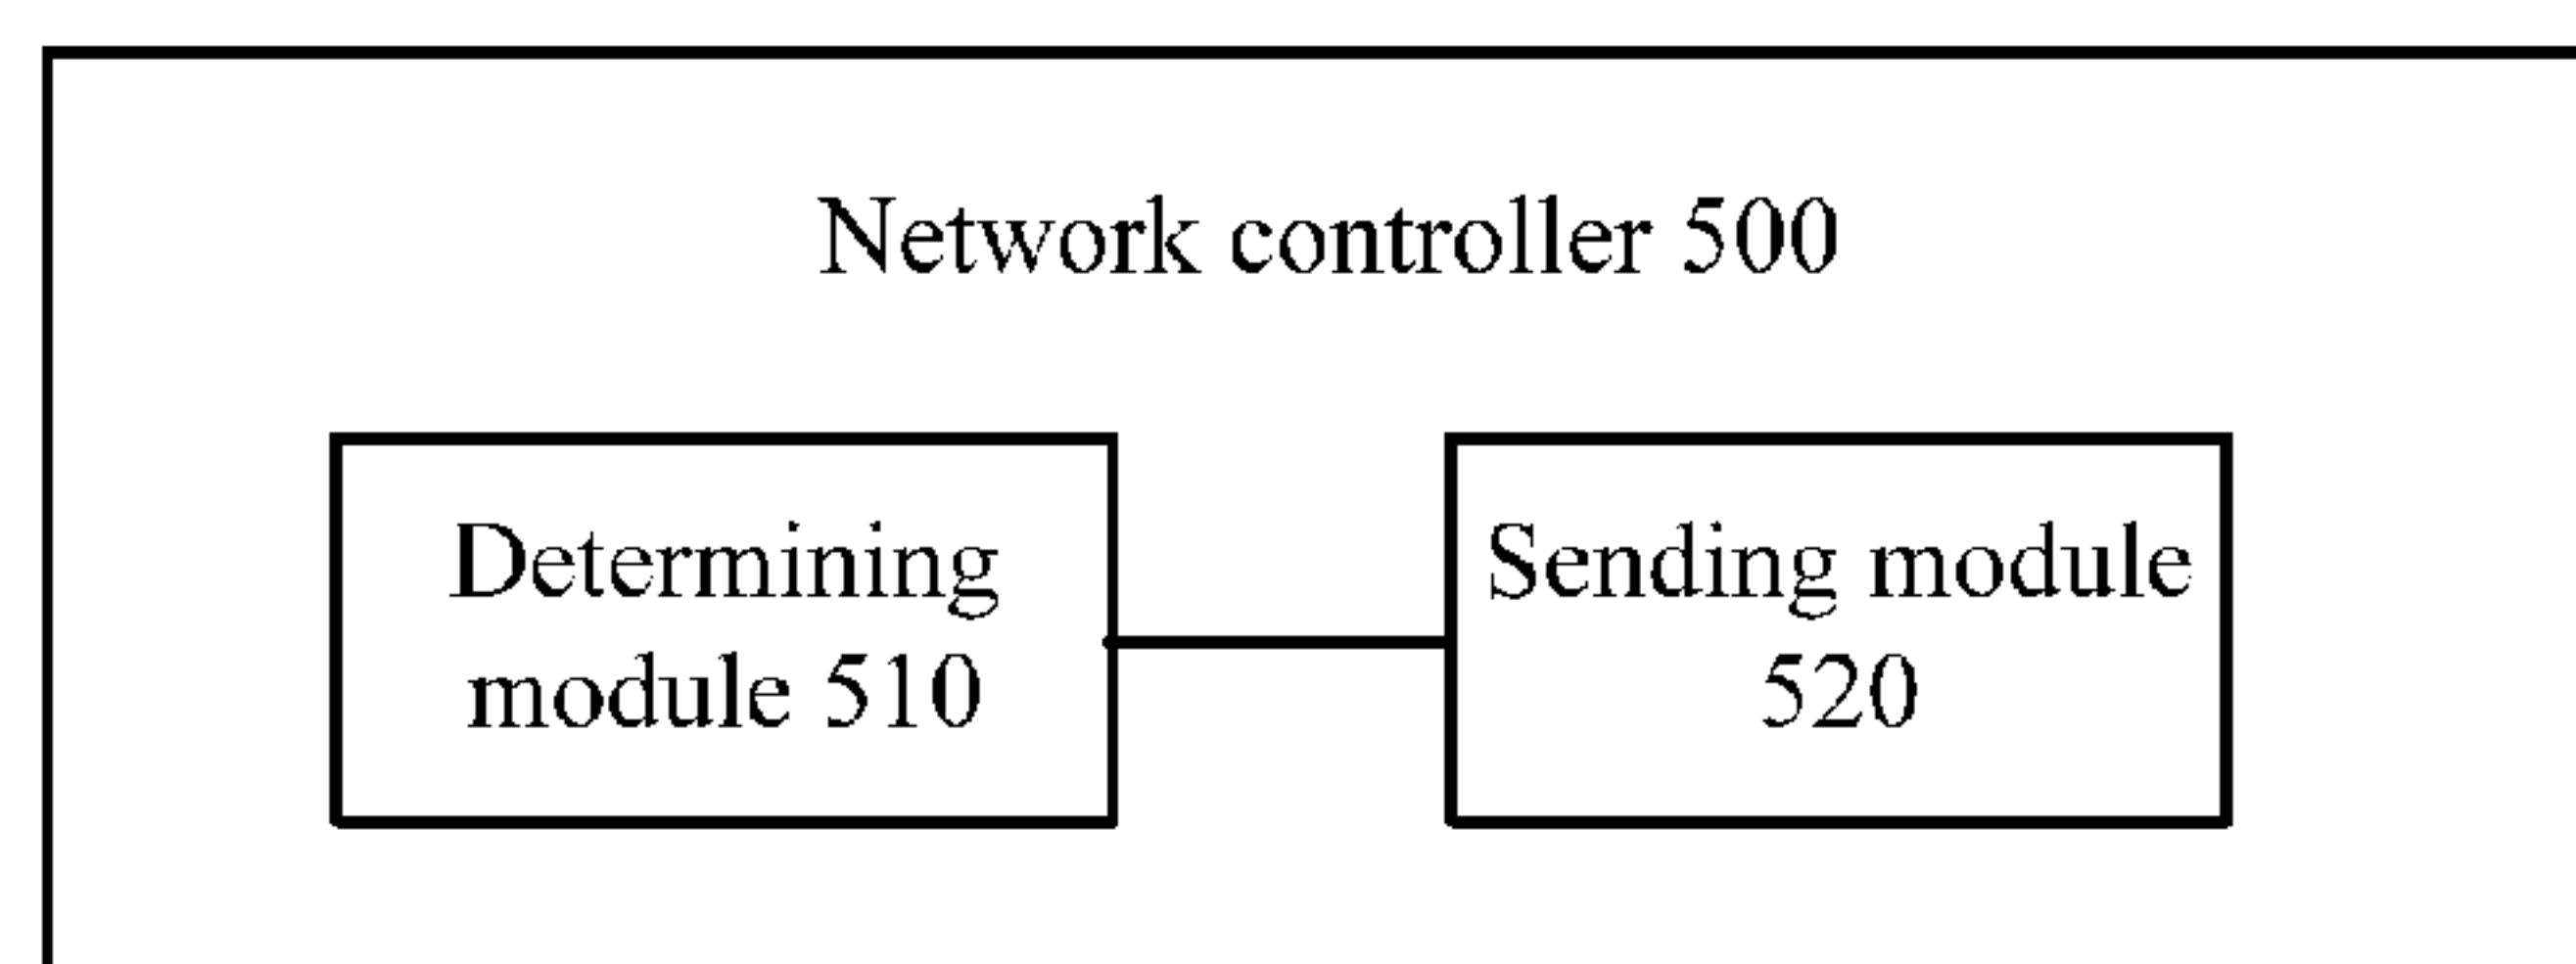 Network controller 500
Determining
module 510
Sending module
520